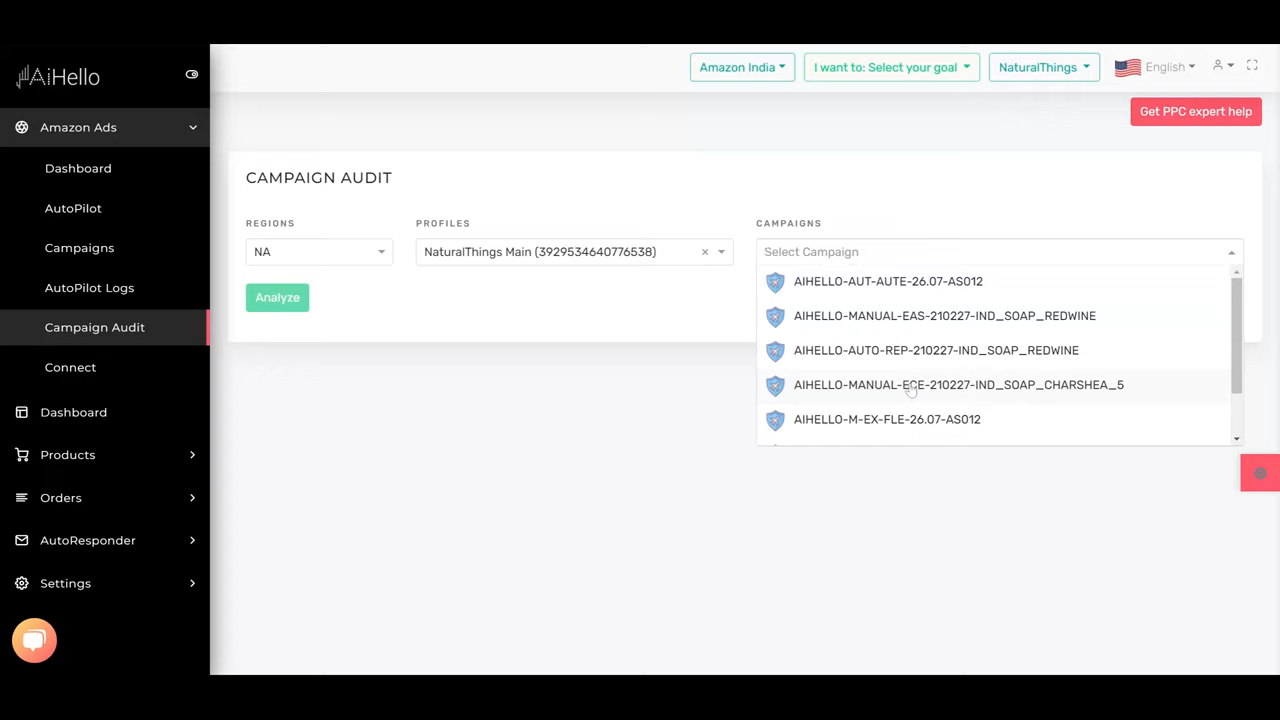 AiHello
Amazon India
I want to: Select your goal
NaturalThings
English
Get PPC expert help
Amazon Ads
Dashboard
AutoPilot
Campaigns
AutoPilot Logs
Campaign Audit
Connect
Dashboard
Products
Orders
AutoResponder
Settings
CAMPAIGN AUDIT
REGIONS
NA
PROFILES
NaturalThings Main (3929534640776538)
CAMPAIGNS
Select Campaign
Analyze
AIHELLO-AUT-AUTE-26.07-AS012
AIHELLO-MANUAL-EAS-210227-IND_SOAP_REDWINE
AIHELLO-AUTO-REP-210227-IND_SOAP_REDWINE
AIHELLO-MANUAL-ECE-210227-IND_SOAP_CHARSHEA_5
AIHELLO-M-EX-FLE-26.07-AS012